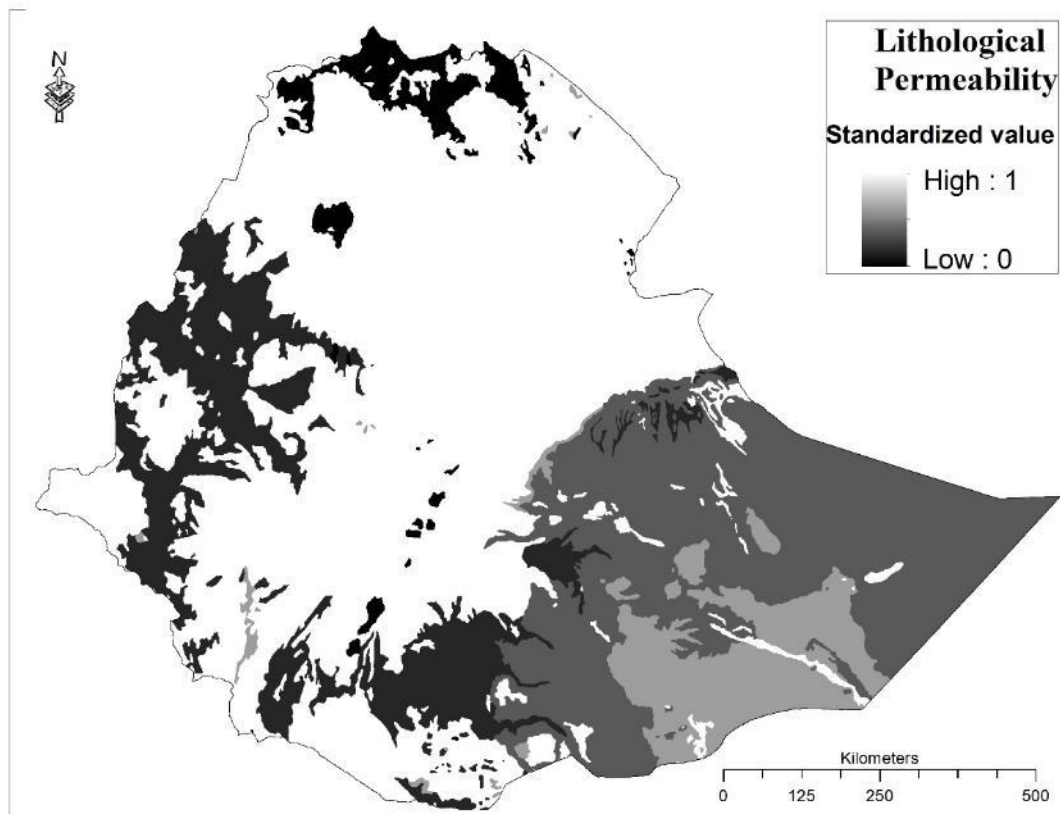 N
Lithological
Permeability
Standardized value
High : 1
Low : 0
Kilometers
0 125 250 500